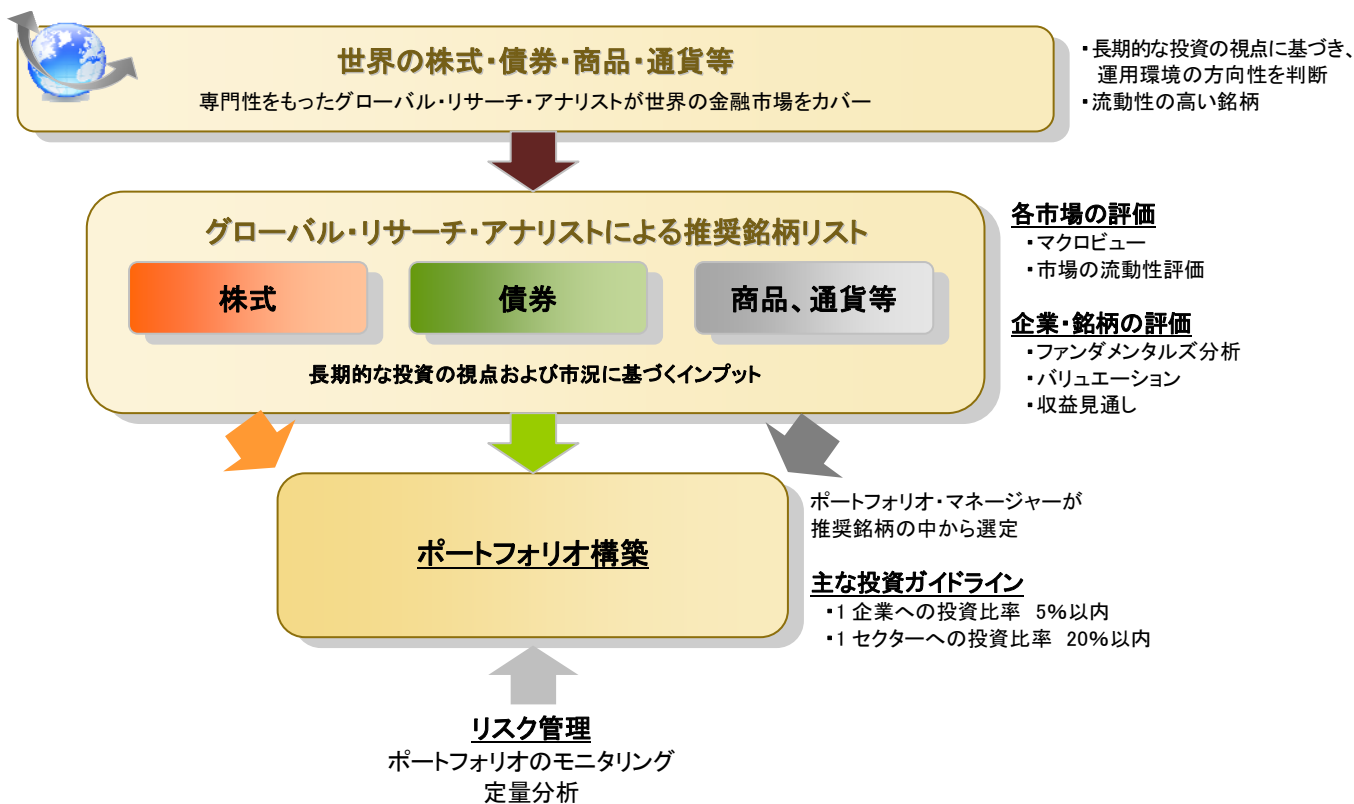 世界の株式・債券・商品・通貨等
専門性をもったグローバル・リサーチ・アナリストが世界の金融市場をカバー
・長期的な投資の視点に基づき、
運用環境の方向性を判断
・流動性の高い銘柄
グローバル・リサーチ・アナリストによる推奨銘柄リスト
株式
債券
商品、通貨等
長期的な投資の視点および市況に基づくインプット
各市場の評価
・マクロビュー
・市場の流動性評価
企業・銘柄の評価
・ファンダメンタルズ分析
・バリュエーション
・収益見通し
ポートフォリオ構築
ポートフォリオ・マネージャーが
推奨銘柄の中から選定
主な投資ガイドライン
・1 企業への投資比率 5%以内
・1 セクターへの投資比率 20%以内
リスク管理
ポートフォリオのモニタリング
定量分析